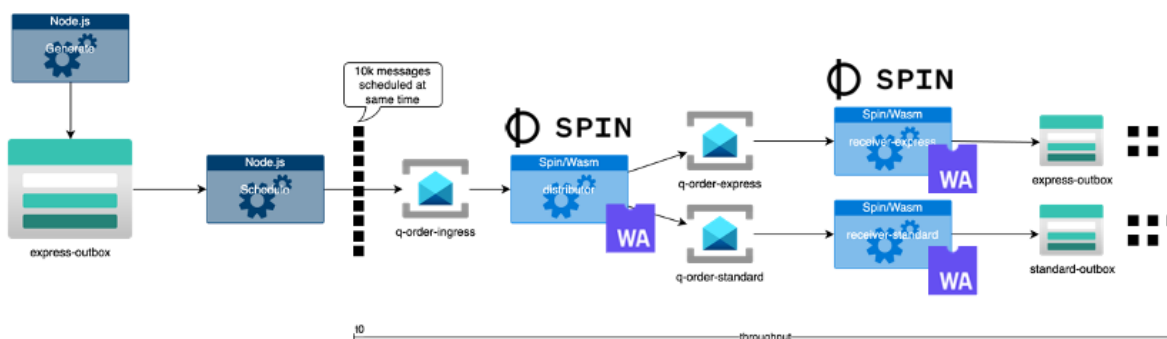 Node.js
Generate
express-outbox
Node.js
Schedule
10k messages
scheduled at
same time
q-order-ingress
SPIN
Spin/Wasm
distributor
WA
q-order-express
q-order-standard
SPIN
Spin/Wasm
receiver-express
WA
express-outbox
Spin/Wasm
receiver-standard
WA
standard-outbox
t0
throughput